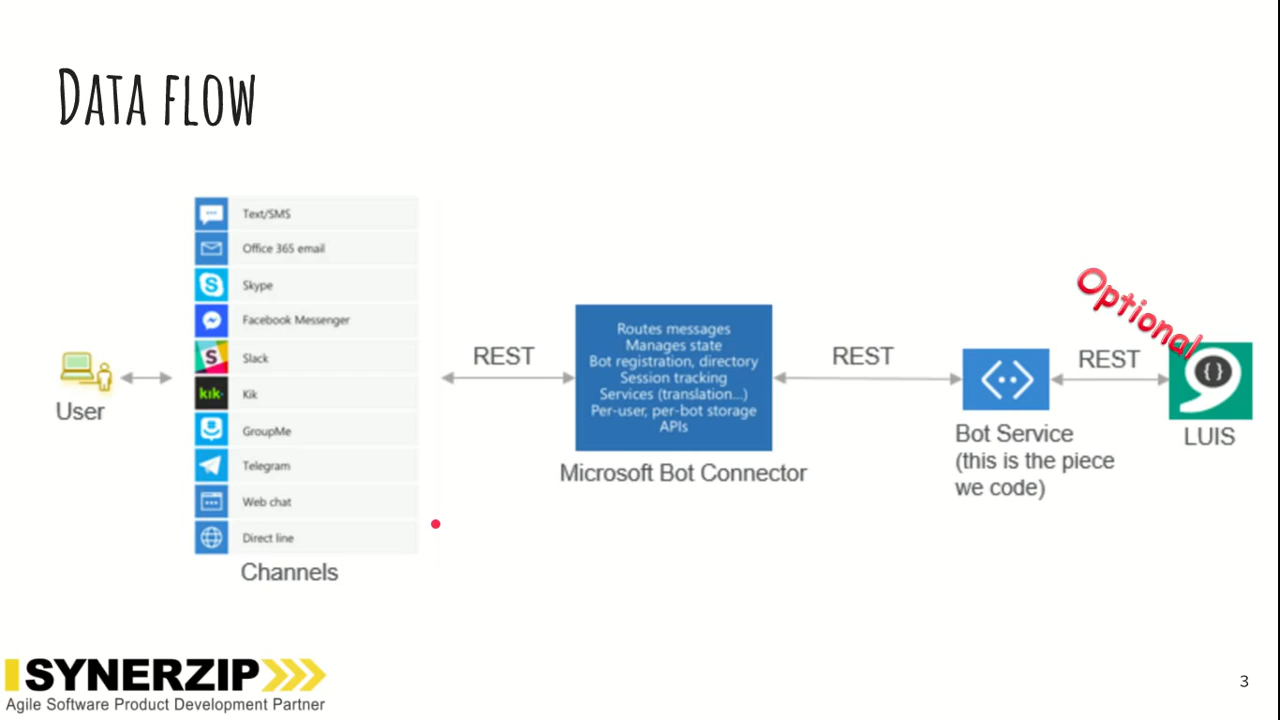 Data flow
Text/SMS
Office 365 email
Skype
Facebook Messenger
Slack
kik.
Kik
GroupMe
Telegram
Web chat
Direct line
Channels
User
REST
Routes messages
Manages state
Bot registration, directory
Session tracking
Services (translation...)
Per-user, per-bot storage
APIs
Microsoft Bot Connector
REST
Bot Service
(this is the piece
we code)
REST
Optional
LUIS
SYNERZIP
Agile Software Product Development Partner
3